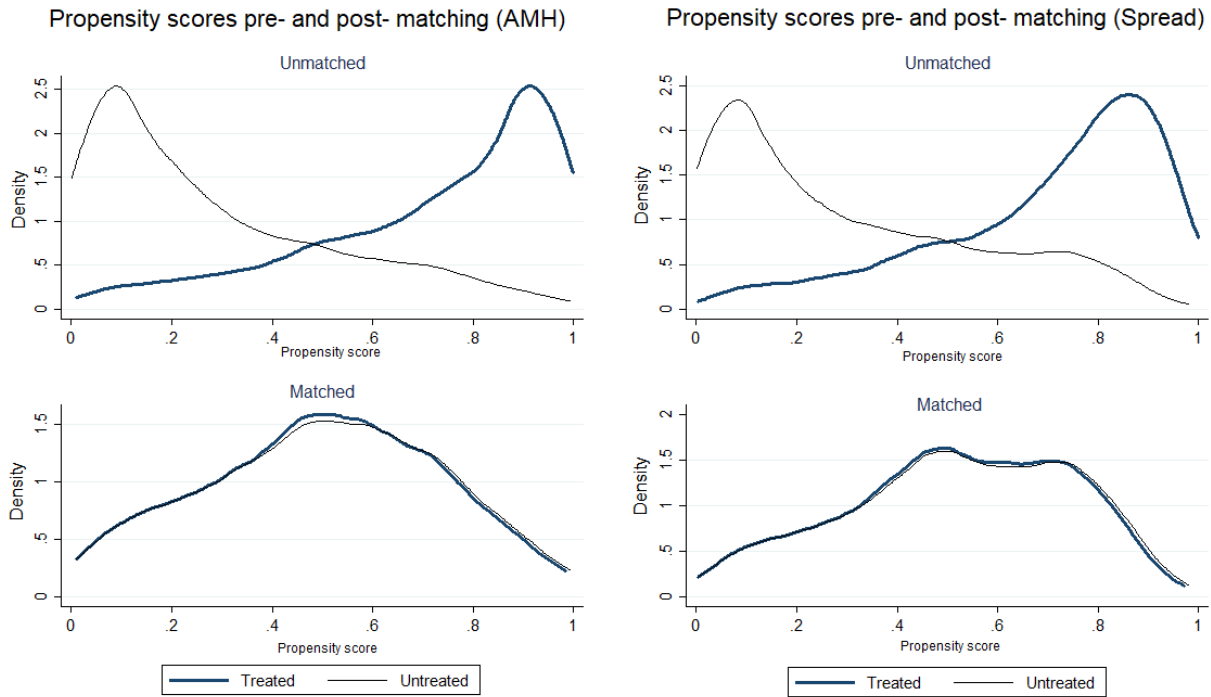 Propensity scores pre- and post- matching (AMH)
Unmatched
Density
0 .5 1 1.5 2 2.5
0 .2 .4 .6 .8 1
Propensity score
Matched
Density
0 .5 1 1.5
0 .2 .4 .6 .8 1
Propensity score
Treated Untreated
Propensity scores pre- and post- matching (Spread)
Unmatched
Density
0 .5 1 1.5 2 2.5
0 .2 .4 .6 .8 1
Propensity score
Matched
Density
0 .5 1 1.5 2
0 .2 .4 .6 .8 1
Propensity score
Treated Untreated